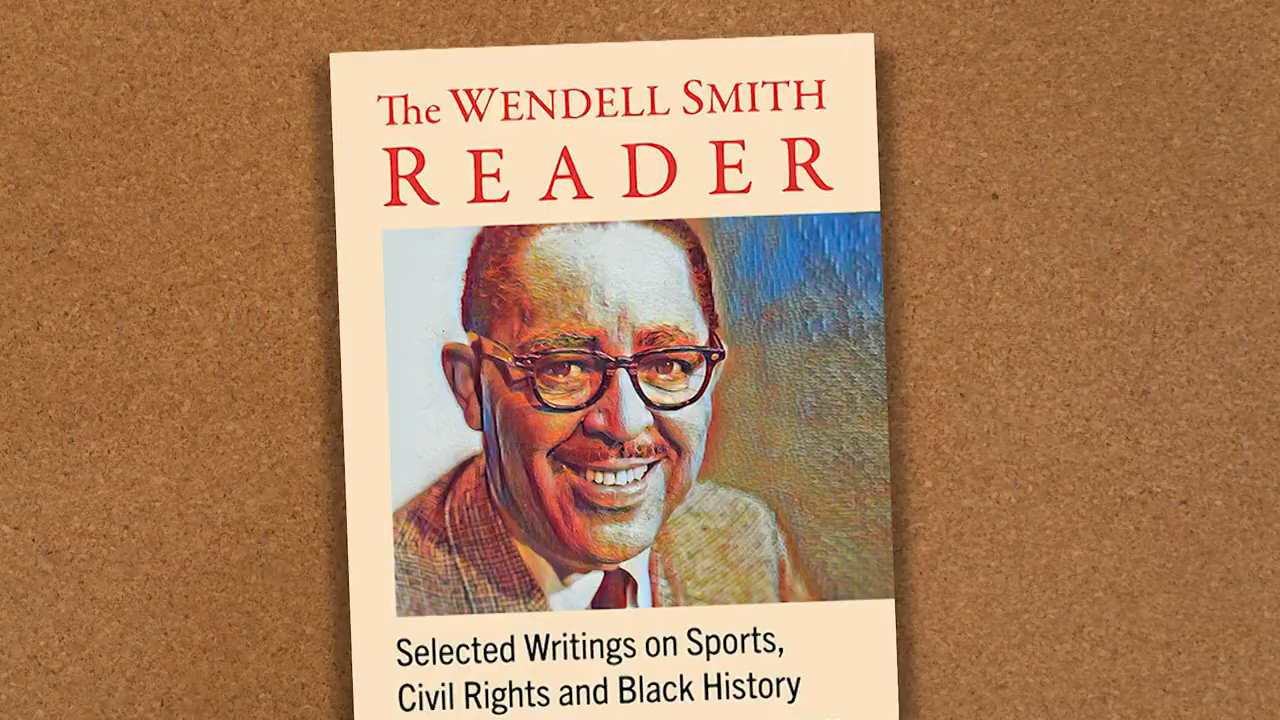 The WENDELL SMITH
READER
Selected Writings on Sports,
Civil Rights and Black History